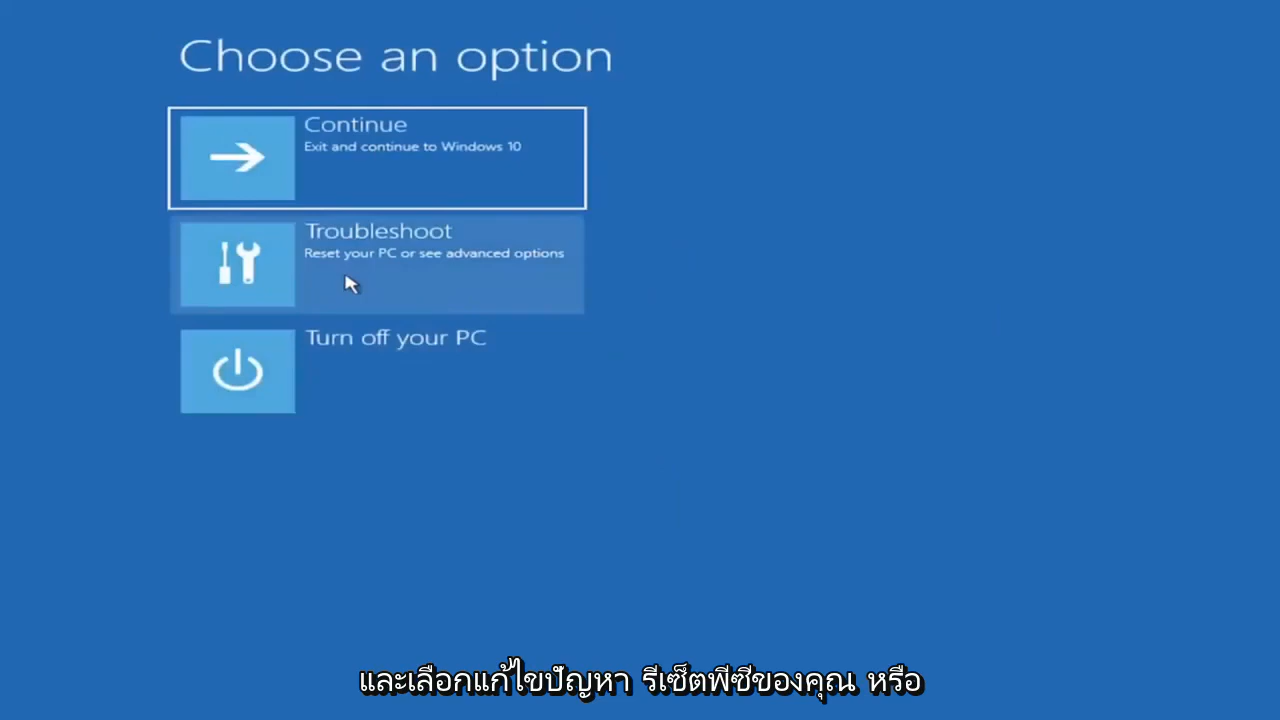 Choose an option
Continue
Exit and continue to Windows 10
Troubleshoot
Reset your PC or see advanced options
Turn off your PC
และเลือกแก้ไขปัญหา รีเซ็ตพีซีของคุณ หรือ